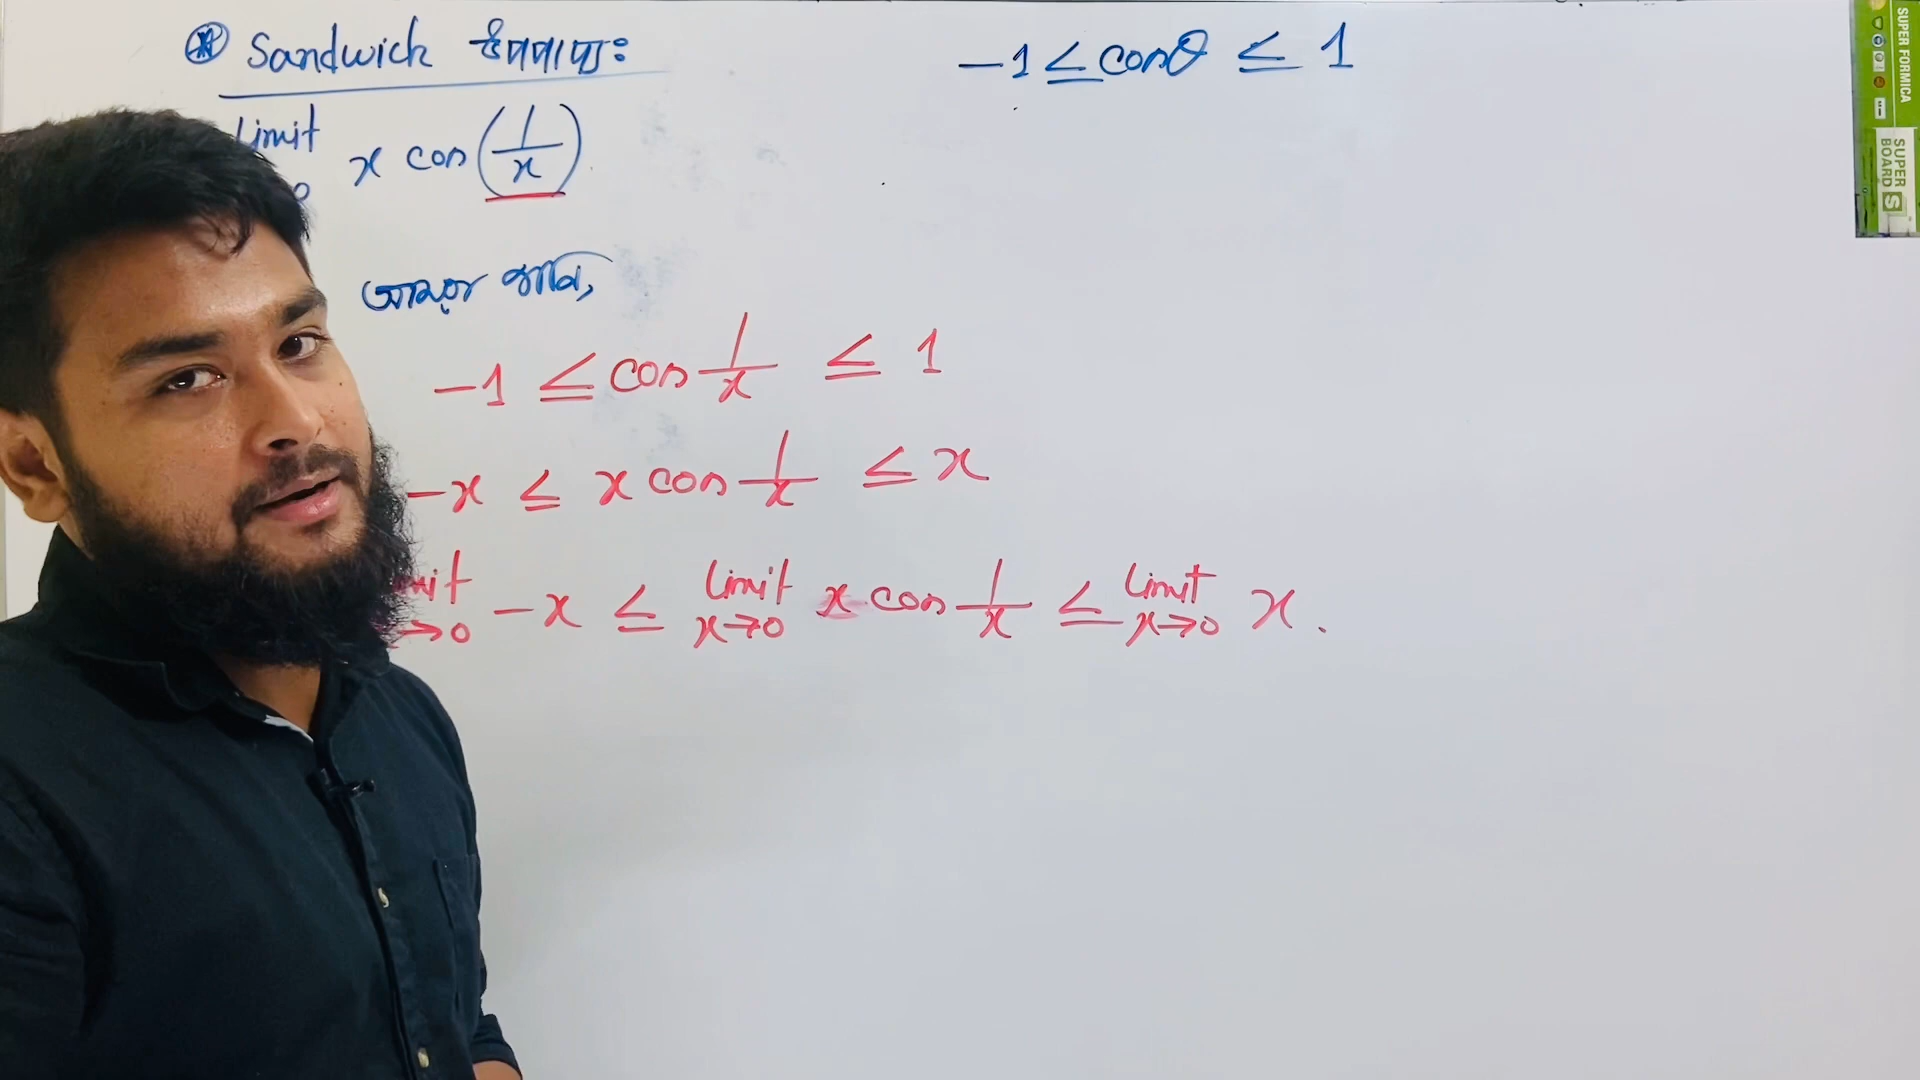 Sandwick উপপাদ্যঃ
-1 ≤ cosθ ≤ 1
Limit x cos(1/x)
আমরা জানি,
-1 ≤ cos 1/x ≤ 1
-x ≤ x cos 1/x ≤ x
-x ≤ limit x→0 x cos 1/x ≤ limit x→0 x.
SUPER FORMICA
SUPER BOARD S